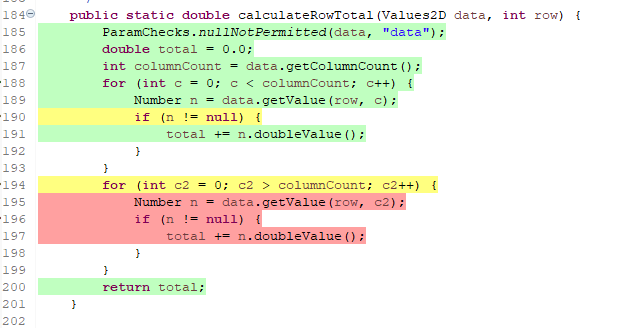 184 public static double calculateRowTotal(Values2D data, int row) {
185 ParamChecks.nullNotPermitted(data, "data");
186 double total = 0.0;
187 int columnCount = data.getColumnCount();
188 for (int c = 0; c < columnCount; c++) {
189 Number n = data.getValue(row, c);
190 if (n != null) {
191 total += n.doubleValue();
192 }
193 }
194 for (int c2 = 0; c2 > columnCount; c2++) {
195 Number n = data.getValue(row, c2);
196 if (n != null) {
197 total += n.doubleValue();
198 }
199 }
200 return total;
201 }
202